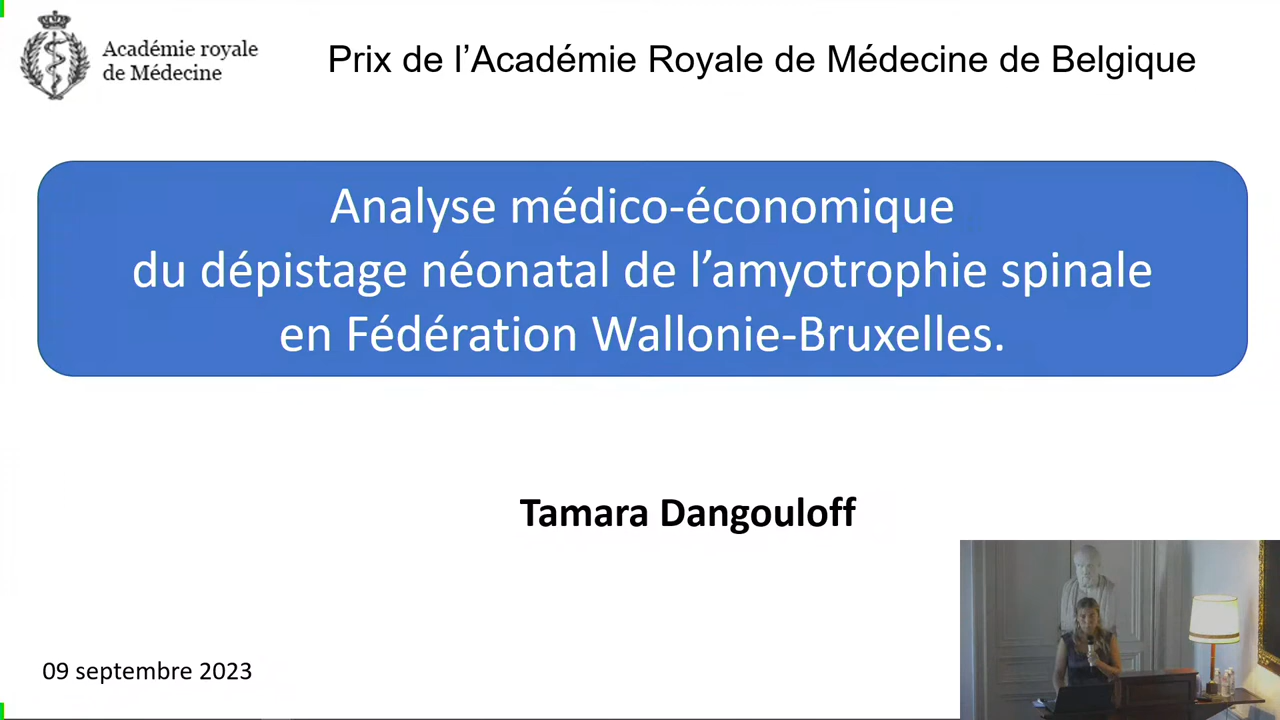 Académie royale
de Médecine
Prix de l’Académie Royale de Médecine de Belgique
Analyse médico-économique
du dépistage néonatal de l’amyotrophie spinale
en Fédération Wallonie-Bruxelles.
Tamara Dangouloff
09 septembre 2023